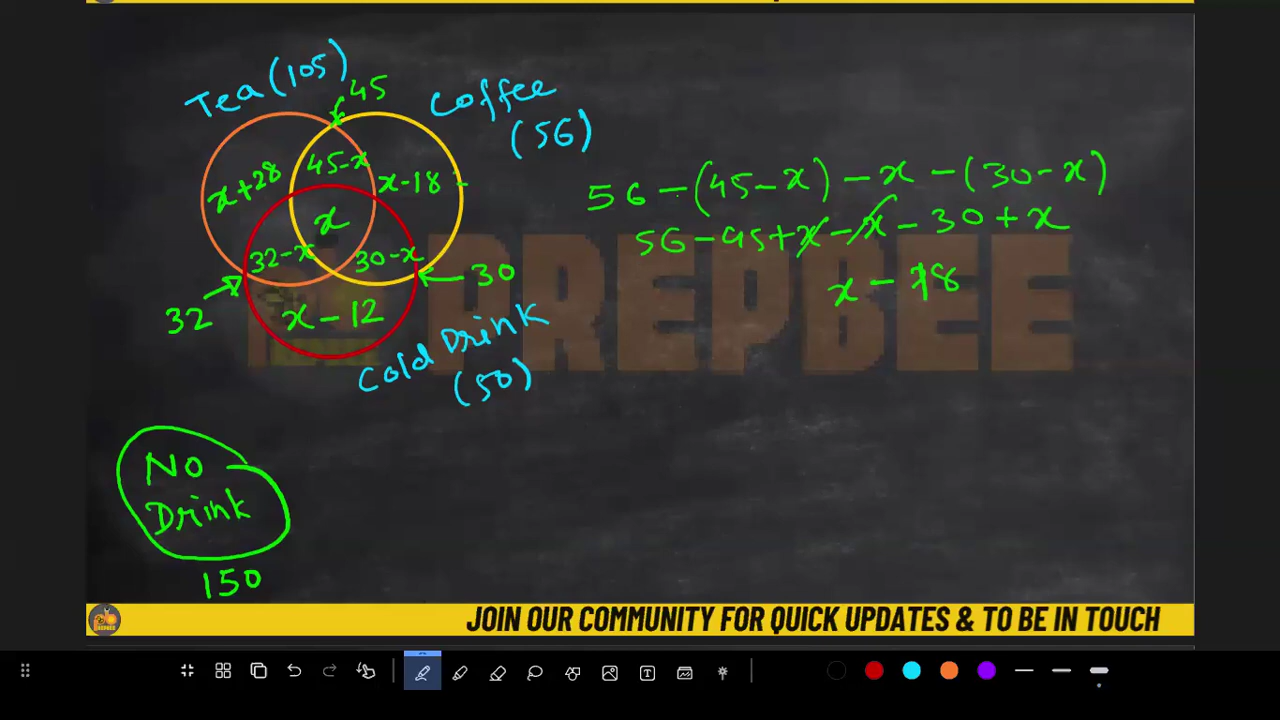 Tea (105)
45
Coffee
(56)
x+28
45-x
x-18
x
32-x
30-x
32
30
x - 12
Cold Drink
(50)
56 - (45 - x) - x - (30 - x)
56 - 45 + x - x - 30 + x
x - 18
PREPBEE
No
Drink
150
JOIN OUR COMMUNITY FOR QUICK UPDATES & TO BE IN TOUCH